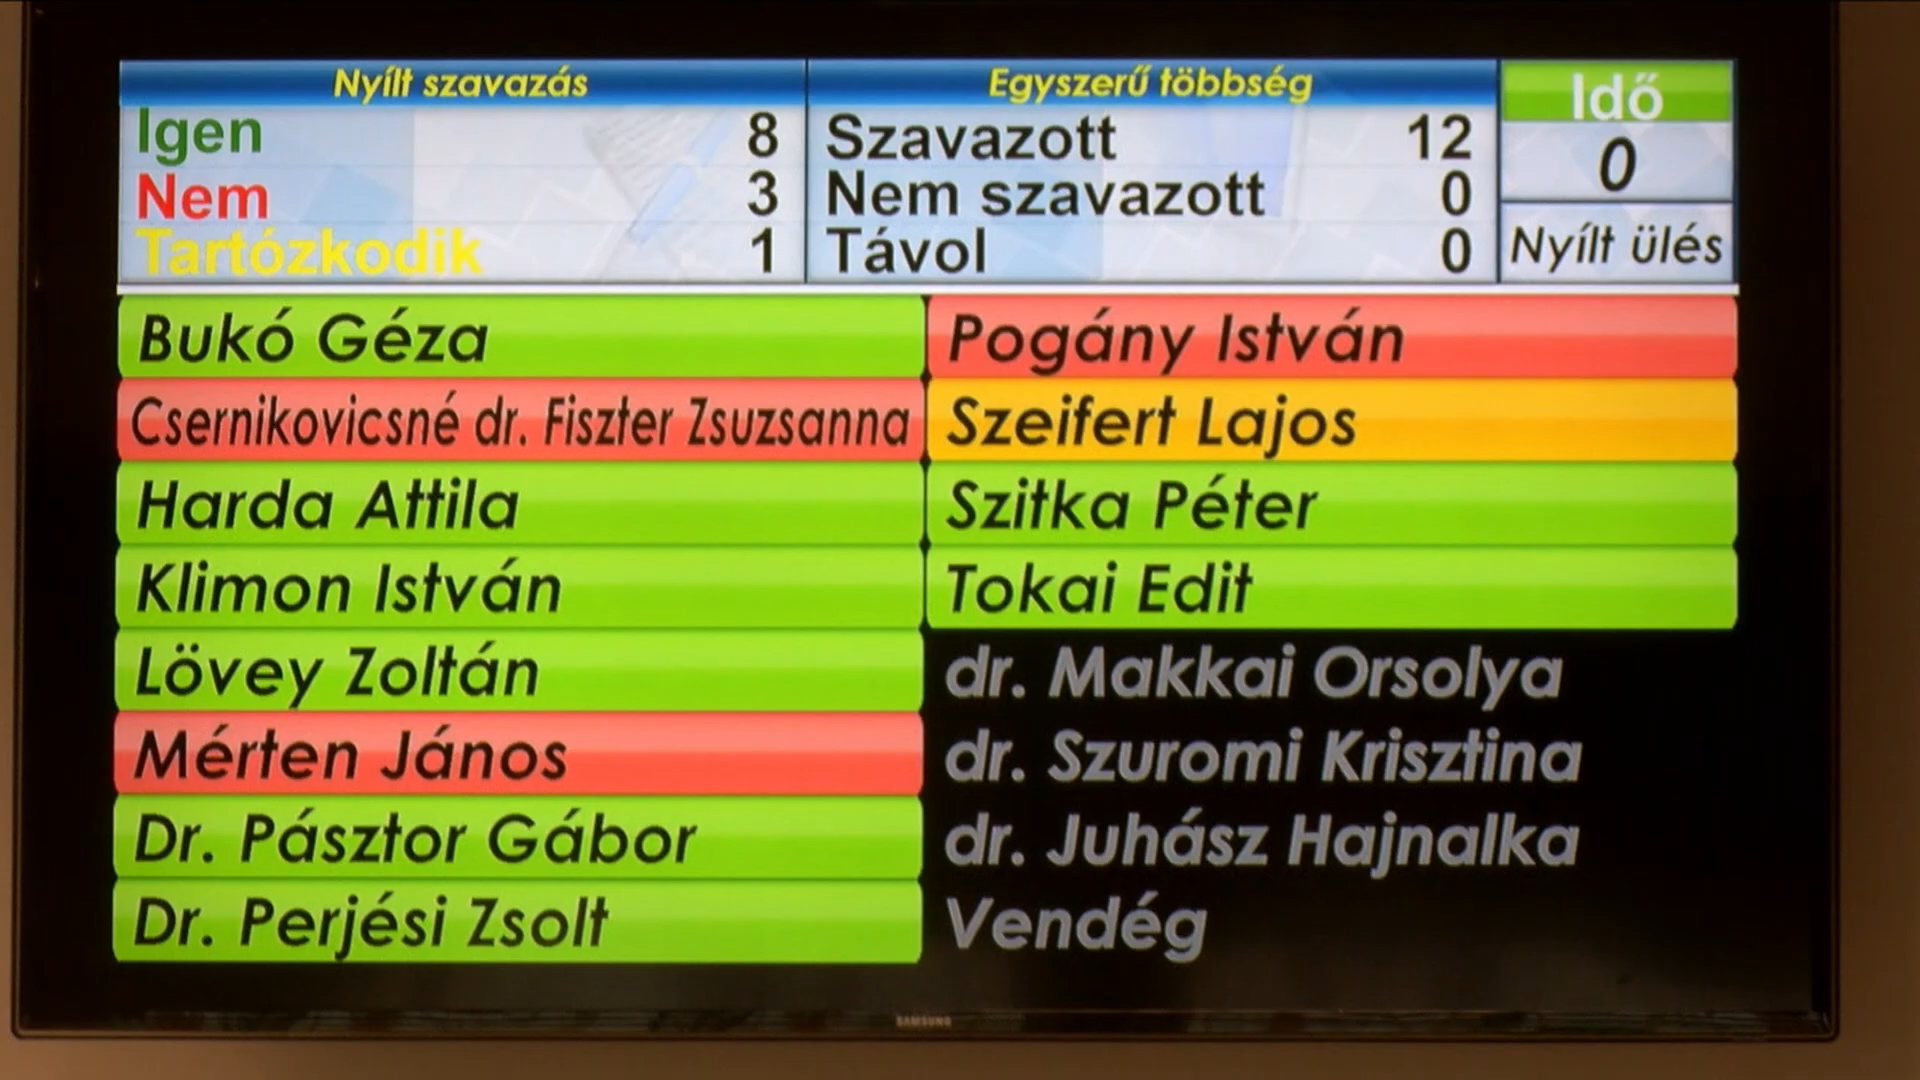 Nyílt szavazás
Igen 8
Nem 3
Tartózkodik 1
Egyszerű többség
Szavazott 12
Nem szavazott 0
Távol 0
Idő
0
Nyílt ülés
Bukó Géza
Csernikovicsné dr. Fiszter Zsuzsanna
Harda Attila
Klimon István
Lövey Zoltán
Mérten János
Dr. Pásztor Gábor
Dr. Perjési Zsolt
Pogány István
Szeifert Lajos
Szitka Péter
Tokai Edit
dr. Makkai Orsolya
dr. Szuromi Krisztina
dr. Juhász Hajnalka
Vendég
SAMSUNG